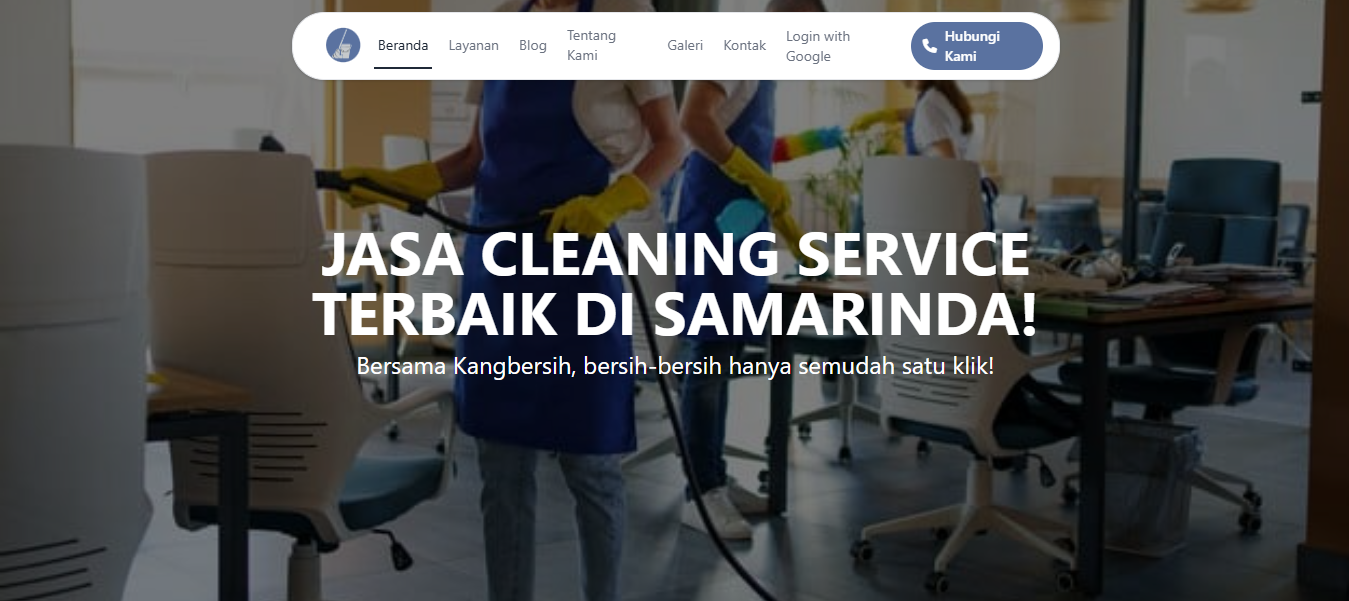 Beranda
Layanan
Blog
Tentang
Kami
Galeri
Kontak
Login with
Google
Hubungi
Kami
JASA CLEANING SERVICE
TERBAIK DI SAMARINDA!
Bersama Kangbersih, bersih-bersih hanya semudah satu klik!